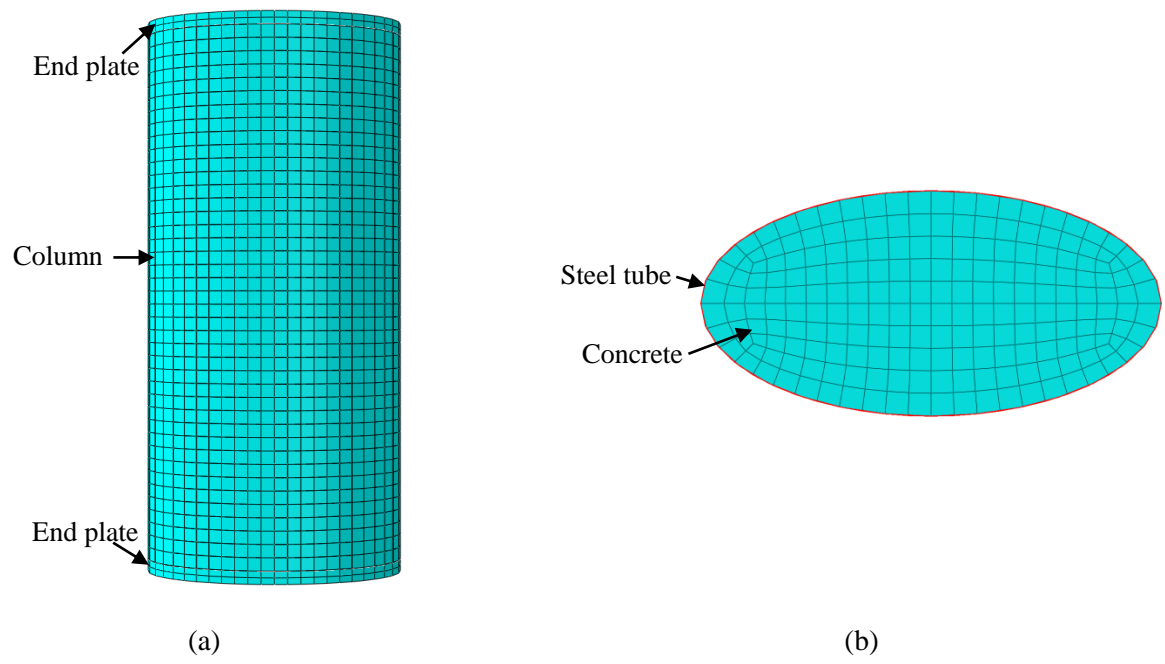 End plate
Column
End plate
(a)
Steel tube
Concrete
(b)